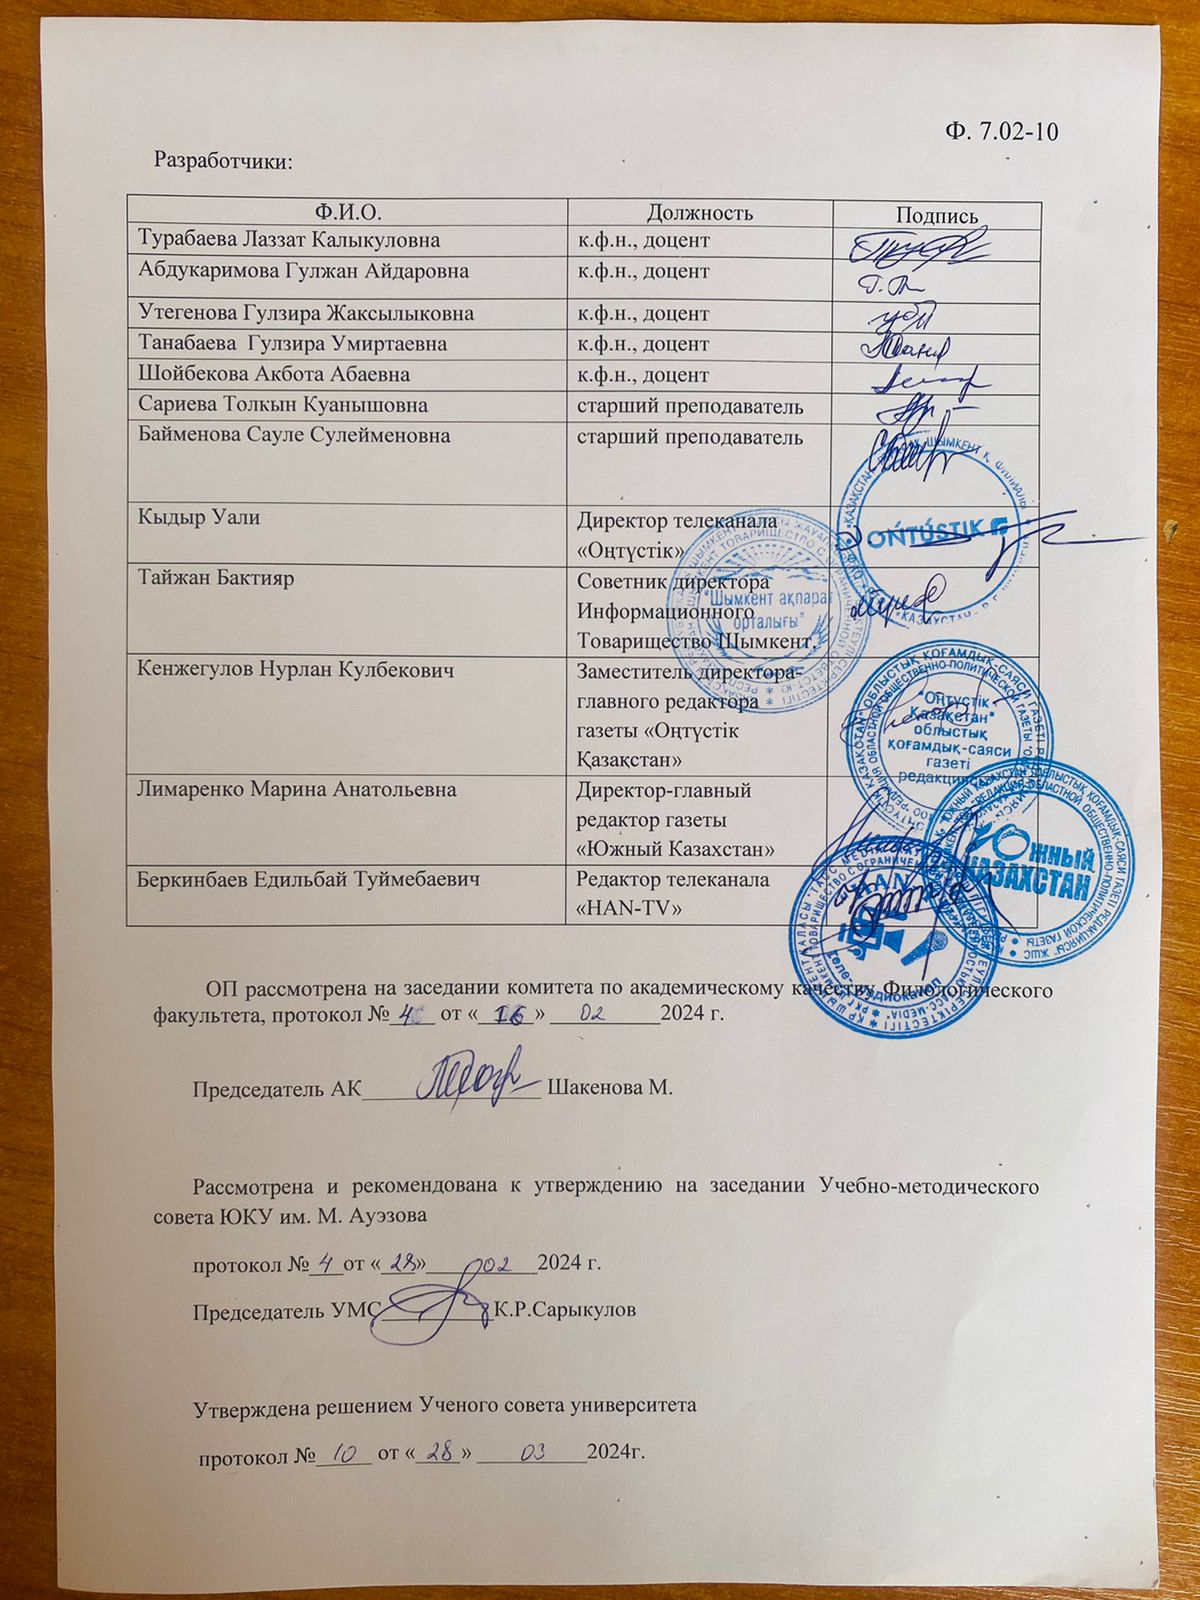 Ф. 7.02-10
Разработчики:
Ф.И.О. Должность Подпись
Турабаева Лаззат Калыкуловна к.ф.н., доцент
Абдукаримова Гулжан Айдаровна к.ф.н., доцент
Утегенова Гулзира Жаксылыковна к.ф.н., доцент
Танабаева Гулзира Умиртаевна к.ф.н., доцент
Шойбекова Акбота Абаевна к.ф.н., доцент
Сариева Толкын Куанышовна старший преподаватель
Байменова Сауле Сулейменовна старший преподаватель
Кыдыр Уали Директор телеканала
«Оңтүстік»
ОŃTÚSTIK
Тайжан Бактияр Советник директора
Информационного
Товарищество Шымкент,
"Шымкент ақпарат
орталығы"
Кенжегулов Нурлан Кулбекович Заместитель директора-
главного редактора
газеты «Оңтүстік
Қазақстан»
"Оңтүстік
Қазақстан"
облыстық
қоғамдық-саяси
газеті
Лимаренко Марина Анатольевна Директор-главный
редактор газеты
«Южный Казахстан»
Южный
КАЗАХСТАН
Беркинбаев Едильбай Туймебаевич Редактор телеканала
«HAN-TV»
ОП рассмотрена на заседании комитета по академическому качеству Филологического
факультета, протокол № от «16» 02 2024 г.
Председатель АК Шакенова М.
Рассмотрена и рекомендована к утверждению на заседании Учебно-методического
совета ЮКУ им. М. Ауэзова
протокол № 4 от «28» 02 2024 г.
Председатель УМС К.Р.Сарыкулов
Утверждена решением Ученого совета университета
протокол № 10 от «28» 03 2024г.